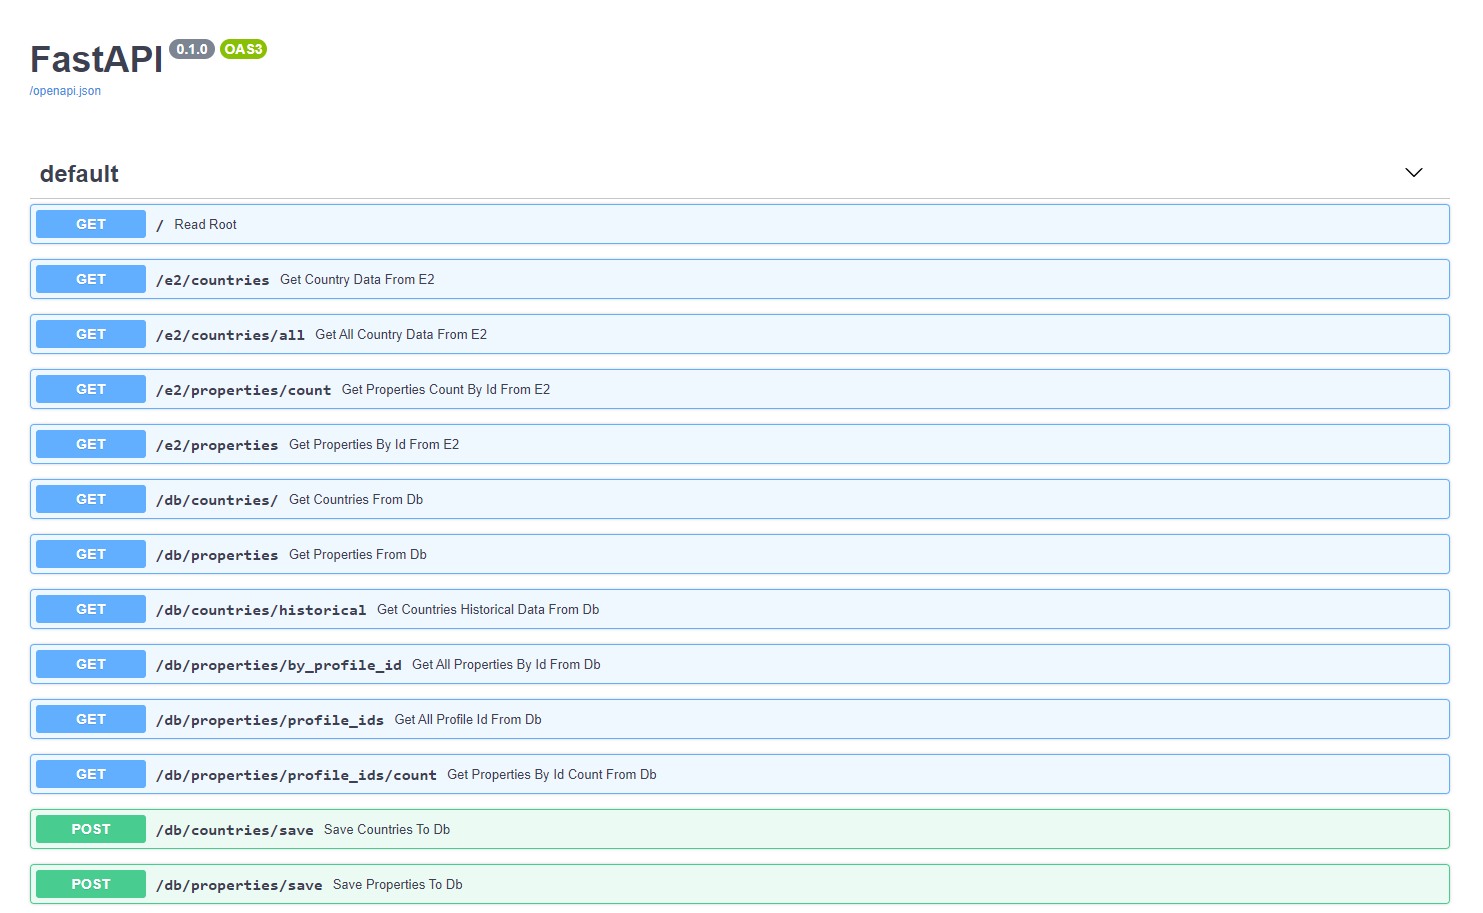 FastAPI 0.1.0 OAS3
/openapi.json
default
GET / Read Root
GET /e2/countries Get Country Data From E2
GET /e2/countries/all Get All Country Data From E2
GET /e2/properties/count Get Properties Count By Id From E2
GET /e2/properties Get Properties By Id From E2
GET /db/countries/ Get Countries From Db
GET /db/properties Get Properties From Db
GET /db/countries/historical Get Countries Historical Data From Db
GET /db/properties/by_profile_id Get All Properties By Id From Db
GET /db/properties/profile_ids Get All Profile Id From Db
GET /db/properties/profile_ids/count Get Properties By Id Count From Db
POST /db/countries/save Save Countries To Db
POST /db/properties/save Save Properties To Db